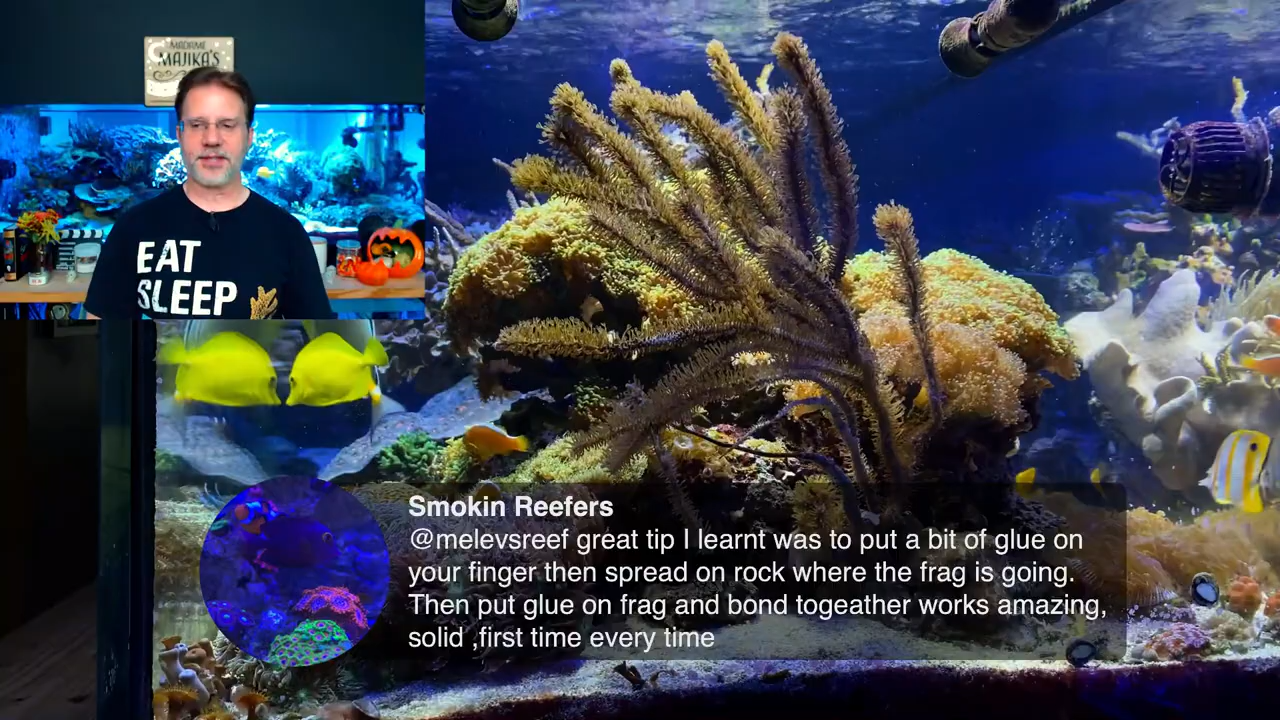 MADAME
MAJIKA'S
EAT
SLEEP
Smokin Reefers
@melevsreef great tip I learnt was to put a bit of glue on
your finger then spread on rock where the frag is going.
Then put glue on frag and bond togeather works amazing,
solid ,first time every time